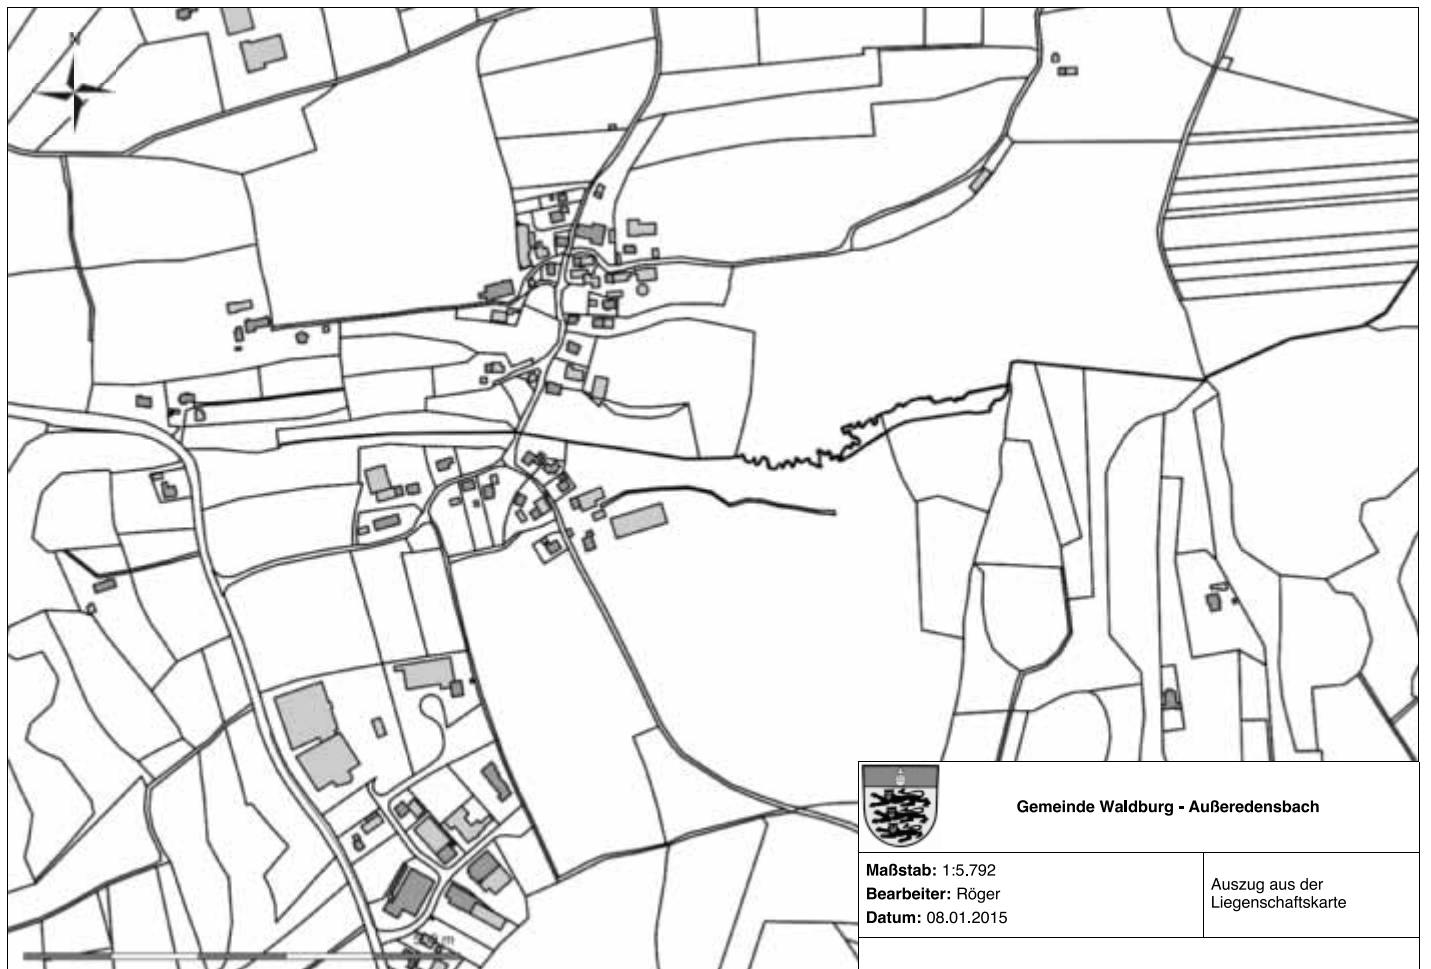 N
Gemeinde Waldburg - Außeredensbach
Maßstab: 1:5.792
Bearbeiter: Röger
Datum: 08.01.2015
Auszug aus der
Liegenschaftskarte